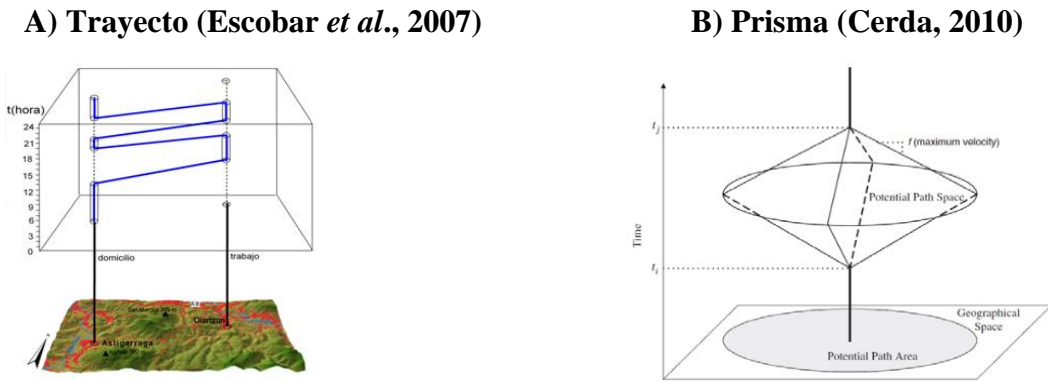 A) Trayecto (Escobar et al., 2007)
B) Prisma (Cerda, 2010)
t(hora)
24
21
18
15
12
9
6
3
0
domicilio
trabajo
Oiartzun
Astigarraga
Time
t_j
f (maximum velocity)
Potential Path Space
t_i
Geographical
Space
Potential Path Area